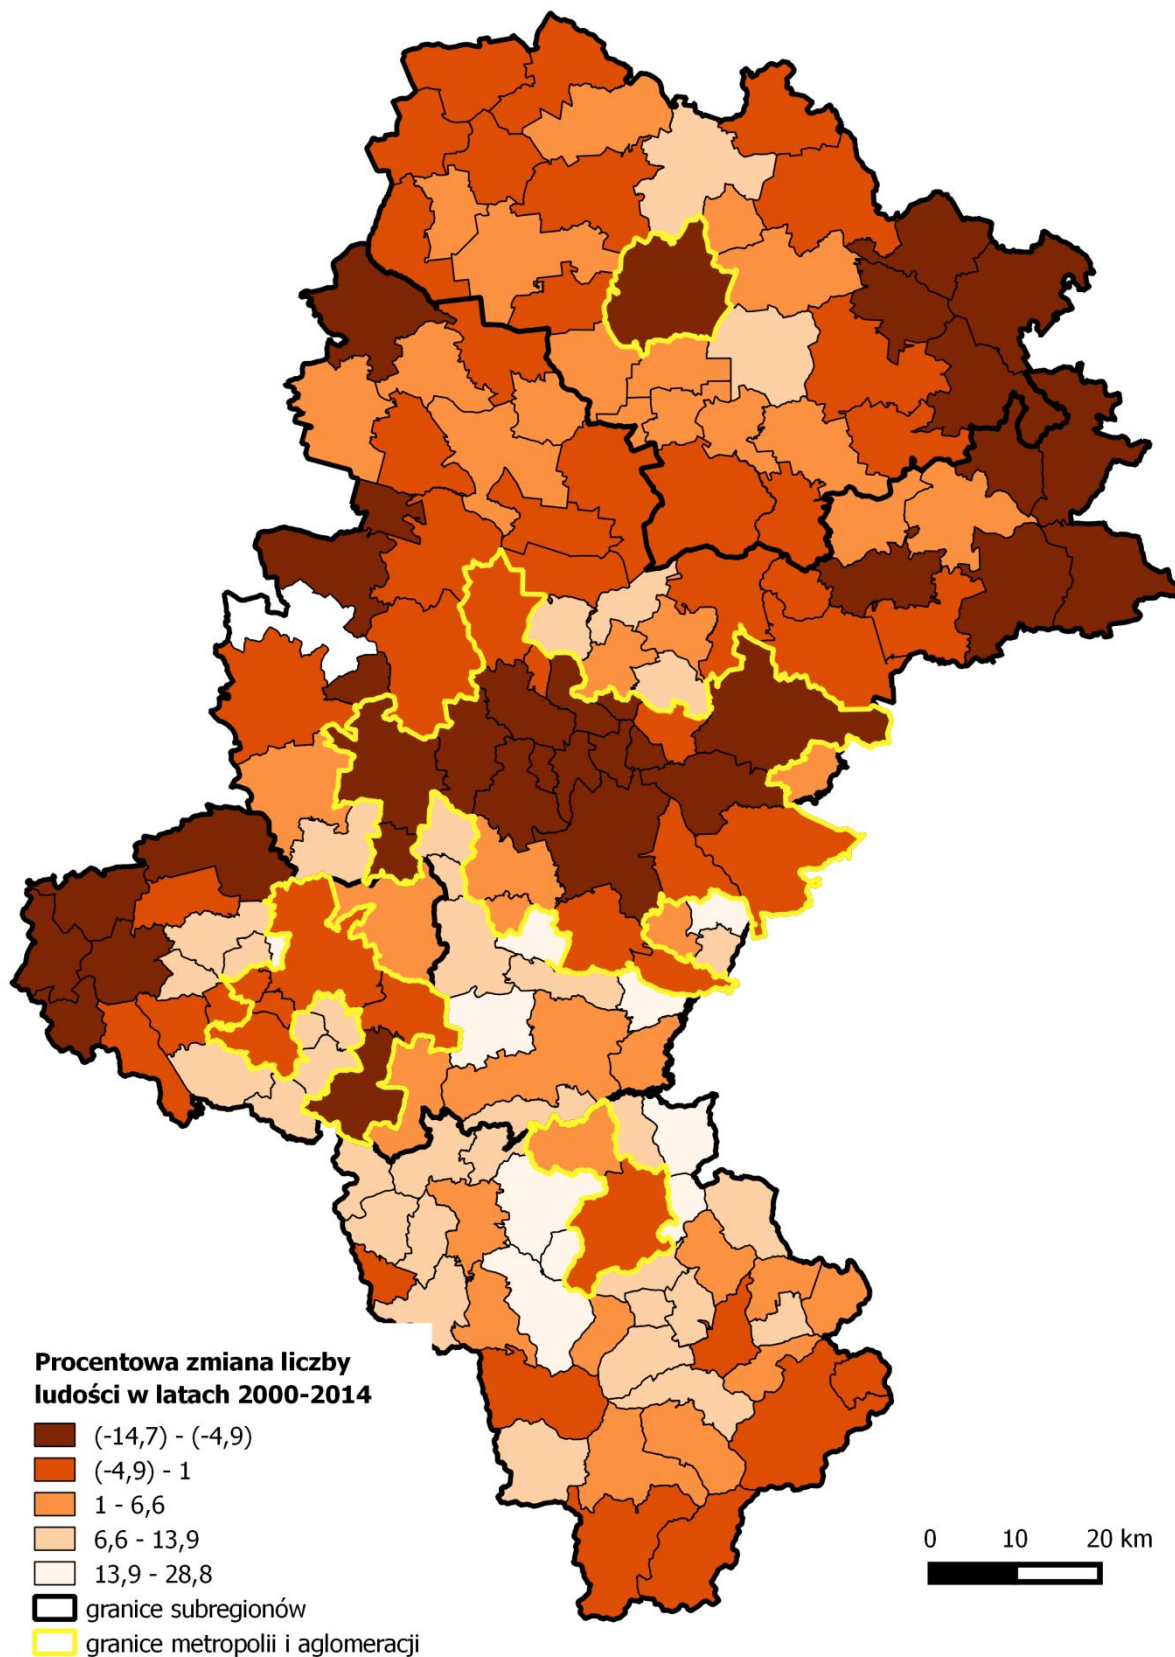 Procentowa zmiana liczby
ludości w latach 2000-2014
(-14,7) - (-4,9)
(-4,9) - 1
1 - 6,6
6,6 - 13,9
13,9 - 28,8
granice subregionów
granice metropolii i aglomeracji
0 10 20 km